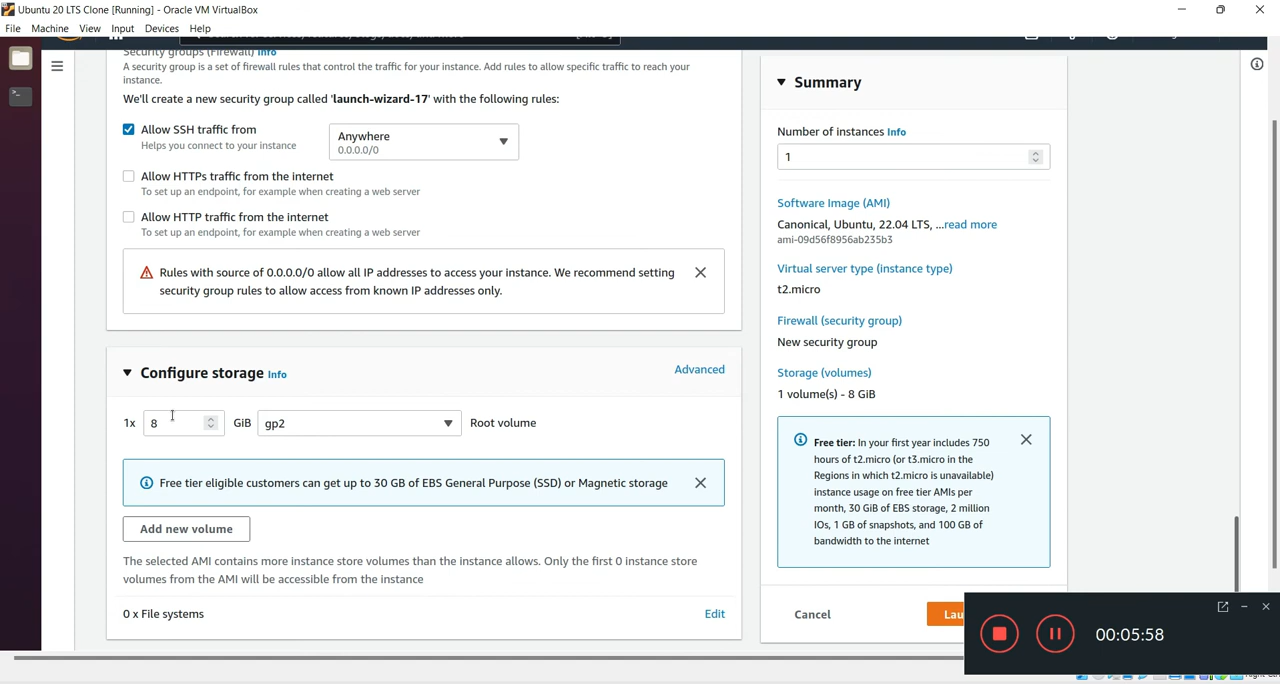 Ubuntu 20 LTS Clone [Running] - Oracle VM VirtualBox
File Machine View Input Devices Help
Security groups (Firewall) Info
A security group is a set of firewall rules that control the traffic for your instance. Add rules to allow specific traffic to reach your
instance.
We'll create a new security group called 'launch-wizard-17' with the following rules:
Allow SSH traffic from
Helps you connect to your instance
Anywhere
0.0.0.0/0
Allow HTTPs traffic from the internet
To set up an endpoint, for example when creating a web server
Allow HTTP traffic from the internet
To set up an endpoint, for example when creating a web server
Rules with source of 0.0.0.0/0 allow all IP addresses to access your instance. We recommend setting
security group rules to allow access from known IP addresses only.
Configure storage Info
Advanced
1x 8 GiB gp2 Root volume
Free tier eligible customers can get up to 30 GB of EBS General Purpose (SSD) or Magnetic storage
Add new volume
The selected AMI contains more instance store volumes than the instance allows. Only the first 0 instance store
volumes from the AMI will be accessible from the instance
0 x File systems
Edit
Summary
Number of instances Info
1
Software Image (AMI)
Canonical, Ubuntu, 22.04 LTS, ...read more
ami-09d56f8956ab235b3
Virtual server type (instance type)
t2.micro
Firewall (security group)
New security group
Storage (volumes)
1 volume(s) - 8 GiB
Free tier: In your first year includes 750
hours of t2.micro (or t3.micro in the
Regions in which t2.micro is unavailable)
instance usage on free tier AMIs per
month, 30 GiB of EBS storage, 2 million
IOs, 1 GB of snapshots, and 100 GB of
bandwidth to the internet
Cancel
Lau
00:05:58